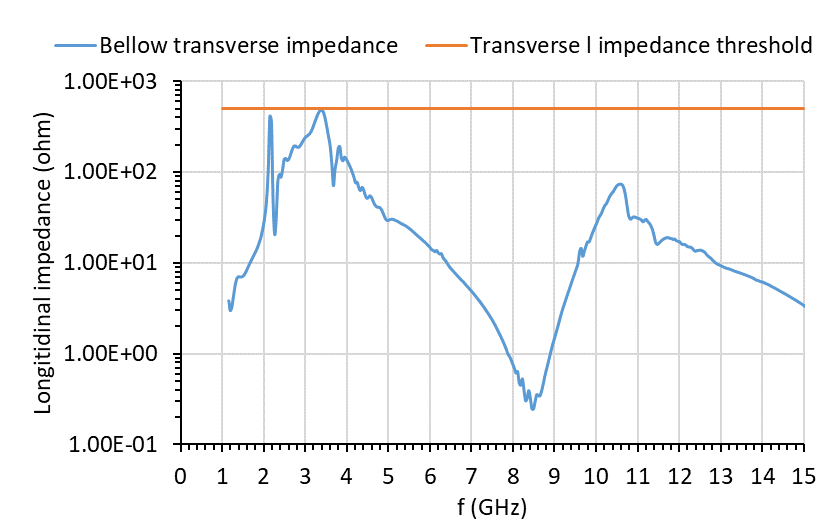 Bellow transverse impedance
Transverse l impedance threshold
Longitidinal impedance (ohm)
1.00E+03
1.00E+02
1.00E+01
1.00E+00
1.00E-01
0 1 2 3 4 5 6 7 8 9 10 11 12 13 14 15
f (GHz)